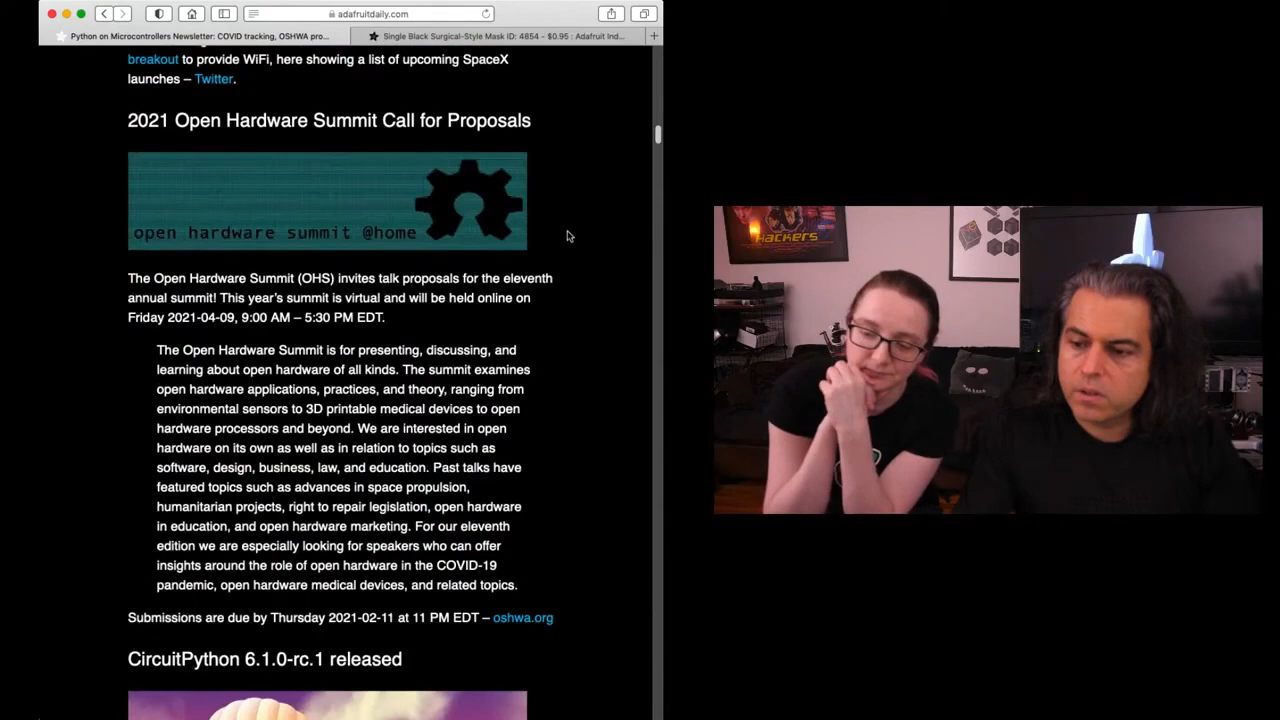 adafruitdaily.com
Python on Microcontrollers Newsletter: COVID tracking, OSHWA pro...
Single Black Surgical-Style Mask ID: 4854 – $0.95 : Adafruit Ind...
breakout to provide WiFi, here showing a list of upcoming SpaceX
launches – Twitter.
2021 Open Hardware Summit Call for Proposals
open hardware summit @home
The Open Hardware Summit (OHS) invites talk proposals for the eleventh
annual summit! This year's summit is virtual and will be held online on
Friday 2021-04-09, 9:00 AM – 5:30 PM EDT.
The Open Hardware Summit is for presenting, discussing, and
learning about open hardware of all kinds. The summit examines
open hardware applications, practices, and theory, ranging from
environmental sensors to 3D printable medical devices to open
hardware processors and beyond. We are interested in open
hardware on its own as well as in relation to topics such as
software, design, business, law, and education. Past talks have
featured topics such as advances in space propulsion,
humanitarian projects, right to repair legislation, open hardware
in education, and open hardware marketing. For our eleventh
edition we are especially looking for speakers who can offer
insights around the role of open hardware in the COVID-19
pandemic, open hardware medical devices, and related topics.
Submissions are due by Thursday 2021-02-11 at 11 PM EDT – oshwa.org
CircuitPython 6.1.0-rc.1 released
HACKERS